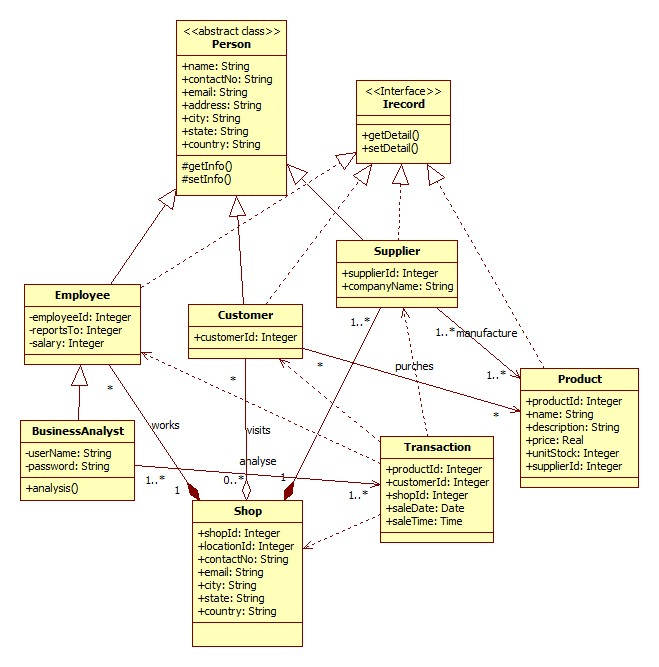 <<abstract class>>
Person
+name: String
+contactNo: String
+email: String
+address: String
+city: String
+state: String
+country: String
#getInfo()
#setInfo()
<<Interface>>
Irecord
+getDetail()
+setDetail()
Supplier
+supplierId: Integer
+companyName: String
Employee
-employeeId: Integer
-reportsTo: Integer
-salary: Integer
Customer
+customerId: Integer
1..*
1..*
manufacture
purches
1..*
*
*
*
*
Product
+productId: Integer
+name: String
+description: String
+price: Real
+unitStock: Integer
+supplierId: Integer
BusinessAnalyst
-userName: String
-password: String
+analysis()
works
visits
analyse
Transaction
+productId: Integer
+customerId: Integer
+shopId: Integer
+saleDate: Date
+saleTime: Time
1..*
1
0..*
1
1..*
Shop
+shopId: Integer
+locationId: Integer
+contactNo: String
+email: String
+city: String
+state: String
+country: String